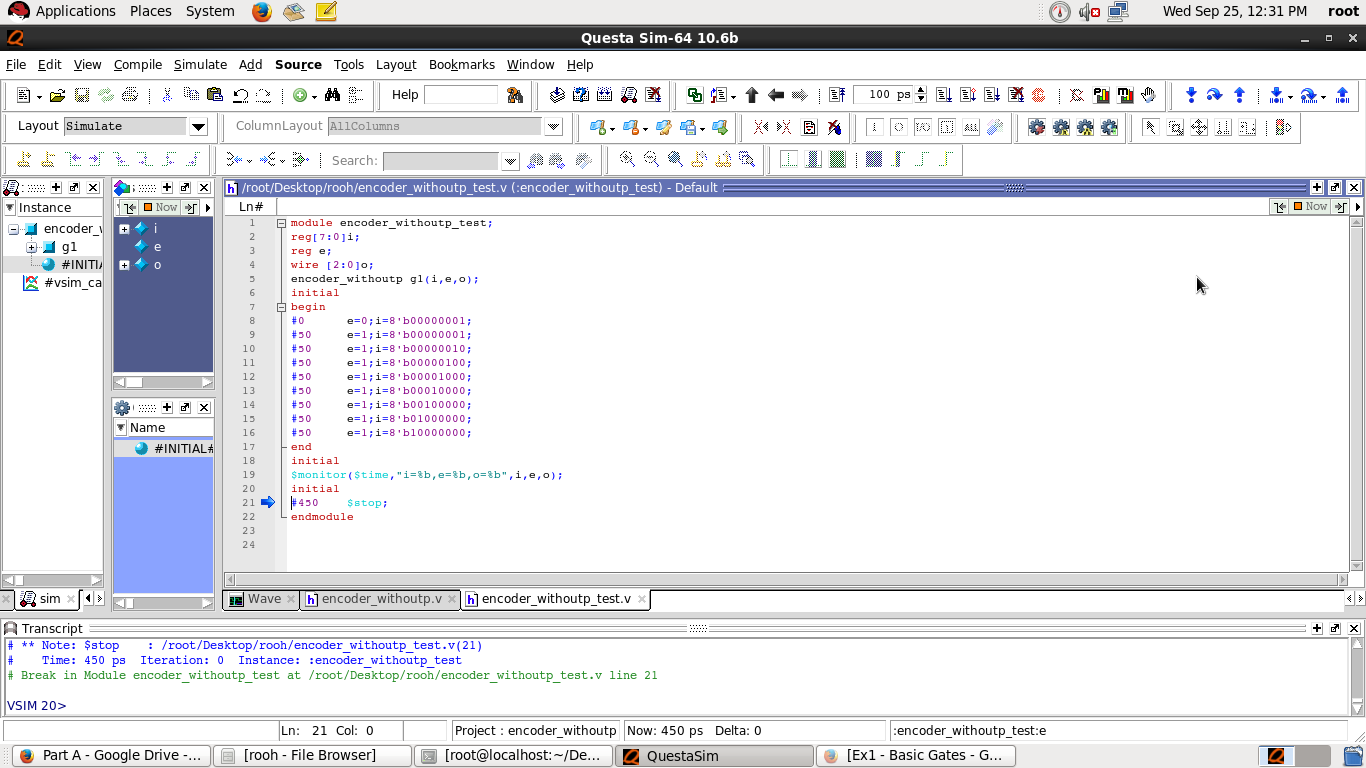 Applications Places System Wed Sep 25, 12:31 PM root
Questa Sim-64 10.6b
File Edit View Compile Simulate Add Source Tools Layout Bookmarks Window Help
Help 100 ps
Layout Simulate ColumnLayout AllColumns
Search:
/root/Desktop/rooh/encoder_withoutp_test.v (:encoder_withoutp_test) - Default
Instance
encoder_w
g1
#INITIA
#vsim_ca
Now
i
e
o
Name
#INITIAL#
Ln# Now
1 module encoder_withoutp_test;
2 reg[7:0]i;
3 reg e;
4 wire [2:0]o;
5 encoder_withoutp g1(i,e,o);
6 initial
7 begin
8 #0 e=0;i=8'b00000001;
9 #50 e=1;i=8'b00000001;
10 #50 e=1;i=8'b00000010;
11 #50 e=1;i=8'b00000100;
12 #50 e=1;i=8'b00001000;
13 #50 e=1;i=8'b00010000;
14 #50 e=1;i=8'b00100000;
15 #50 e=1;i=8'b01000000;
16 #50 e=1;i=8'b10000000;
17 end
18 initial
19 $monitor($time,"i=%b,e=%b,o=%b",i,e,o);
20 initial
21 #450 $stop;
22 endmodule
23
24
sim Wave encoder_withoutp.v encoder_withoutp_test.v
Transcript
# ** Note: $stop : /root/Desktop/rooh/encoder_withoutp_test.v(21)
# Time: 450 ps Iteration: 0 Instance: :encoder_withoutp_test
# Break in Module encoder_withoutp_test at /root/Desktop/rooh/encoder_withoutp_test.v line 21
VSIM 20>
Ln: 21 Col: 0 Project : encoder_withoutp Now: 450 ps Delta: 0 :encoder_withoutp_test:e
Part A - Google Drive -... [rooh - File Browser] [root@localhost:~/De... QuestaSim [Ex1 - Basic Gates - G...